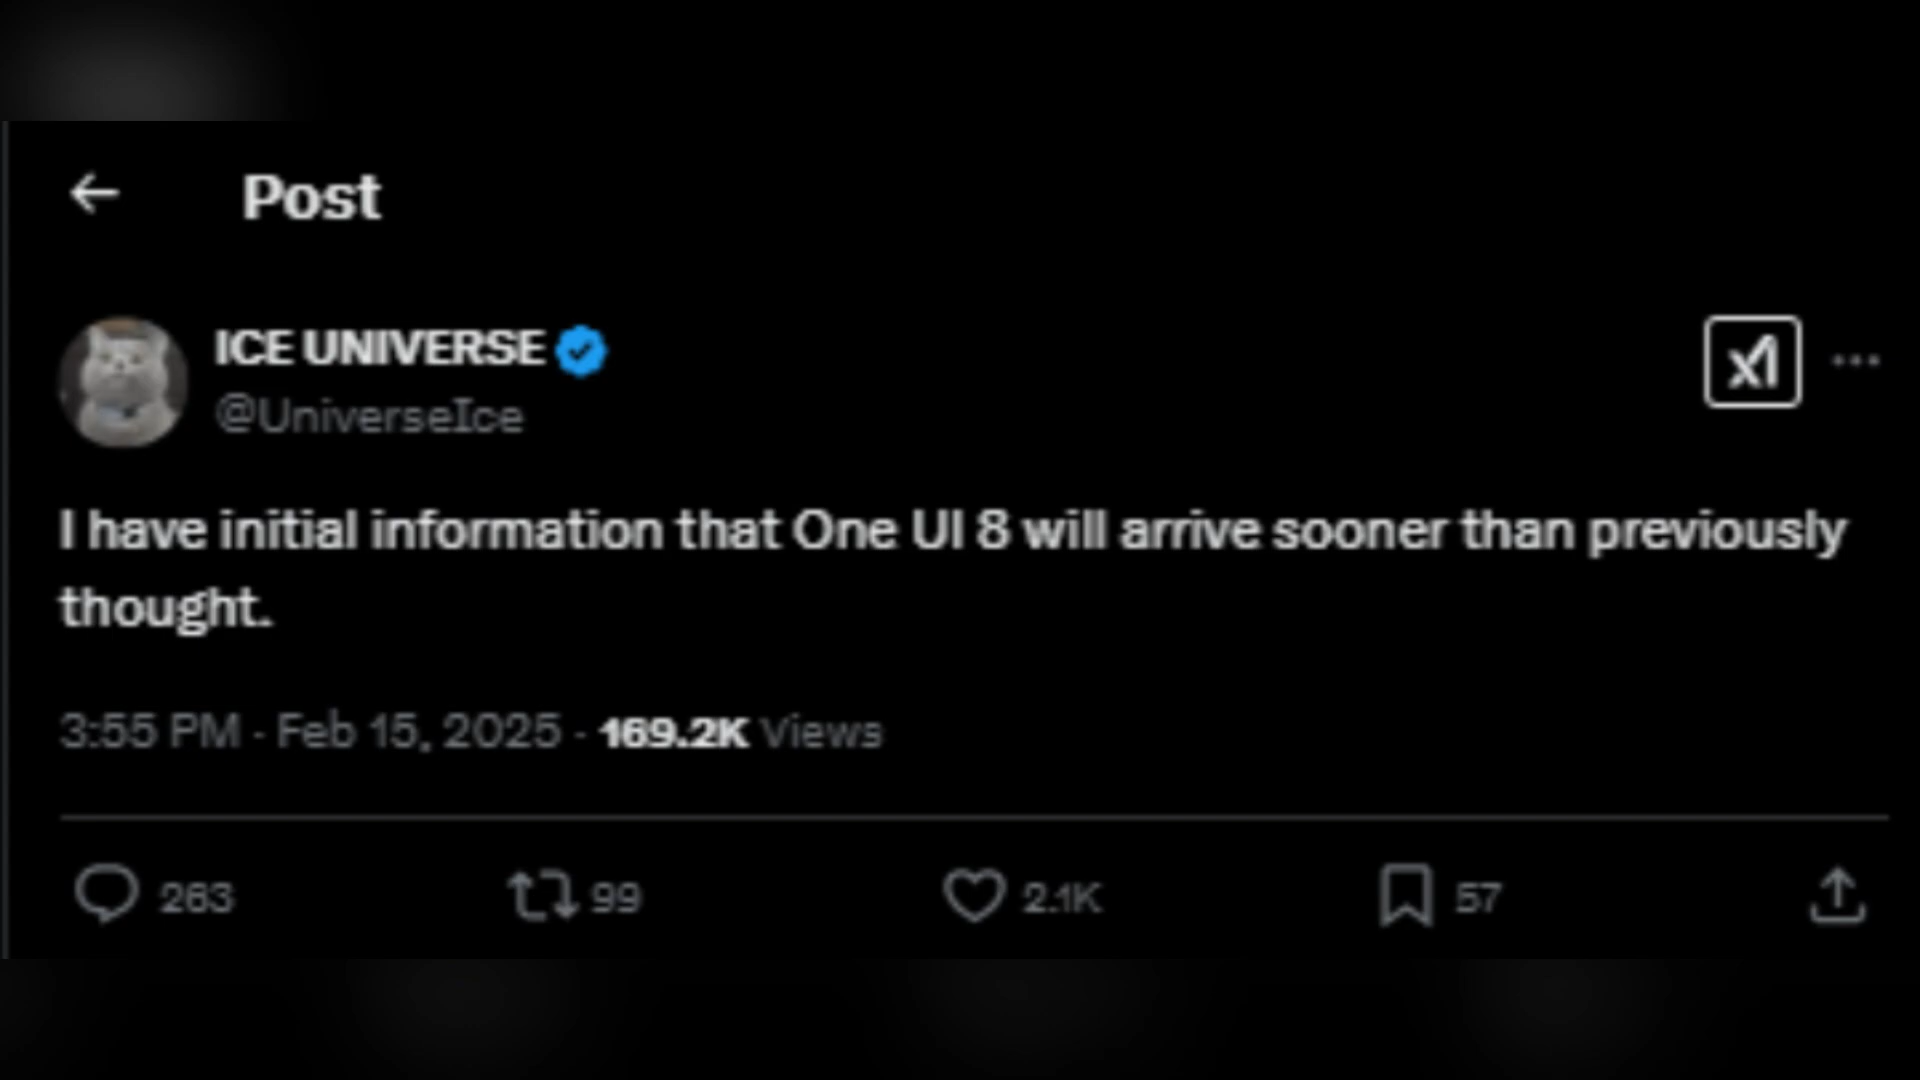 Post
ICE UNIVERSE
@UniverseIce
I have initial information that One UI 8 will arrive sooner than previously
thought.
3:55 PM · Feb 15, 2025 · 169.2K Views
263 99 2.1K 57